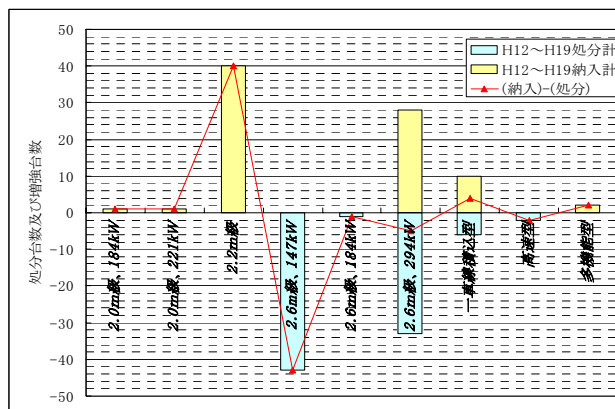 50
40
30
20
10
0
-10
-20
-30
-40
-50
処分台数及び増強台数
H12～H19処分計
H12～H19納入計
(納入)-(処分)
2.0m級、184kW
2.0m級、221kW
2.2m級
2.6m級、147kW
2.6m級、184kW
2.6m級、294kW
一車線積込型
高速型
多機能型